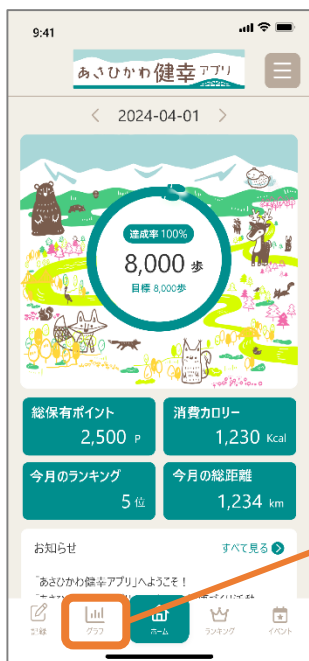 9:41
あさひかわ健幸アプリ
2024-04-01
達成率100%
8,000 歩
目標 8,000歩
総保有ポイント
2,500 P
消費カロリー
1,230 Kcal
今月のランキング
5 位
今月の総距離
1,234 km
お知らせ
すべて見る
「あさひかわ健幸アプリ」へようこそ！
記録
グラフ
ホーム
ランキング
イベント